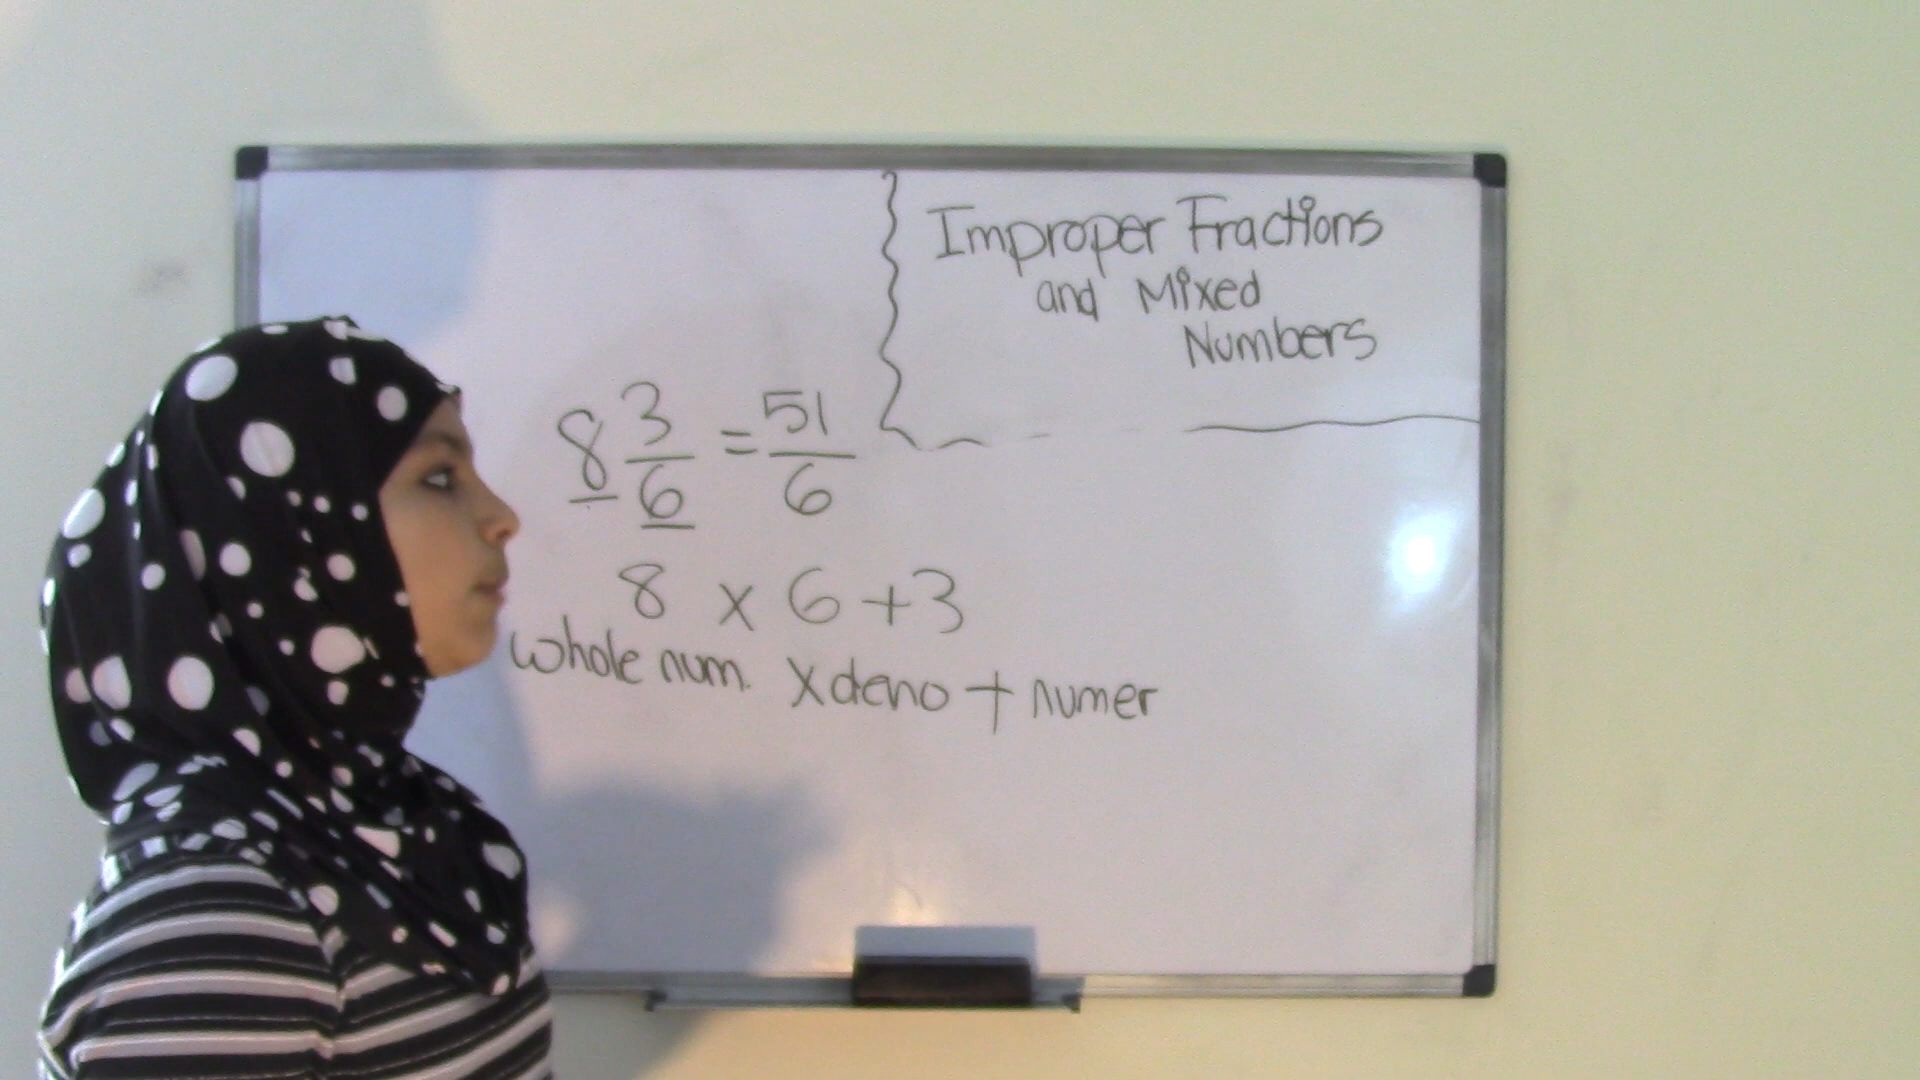 Improper Fractions
and Mixed
Numbers
8 3/6 = 51/6
8 x 6 + 3
whole num. x deno + numer